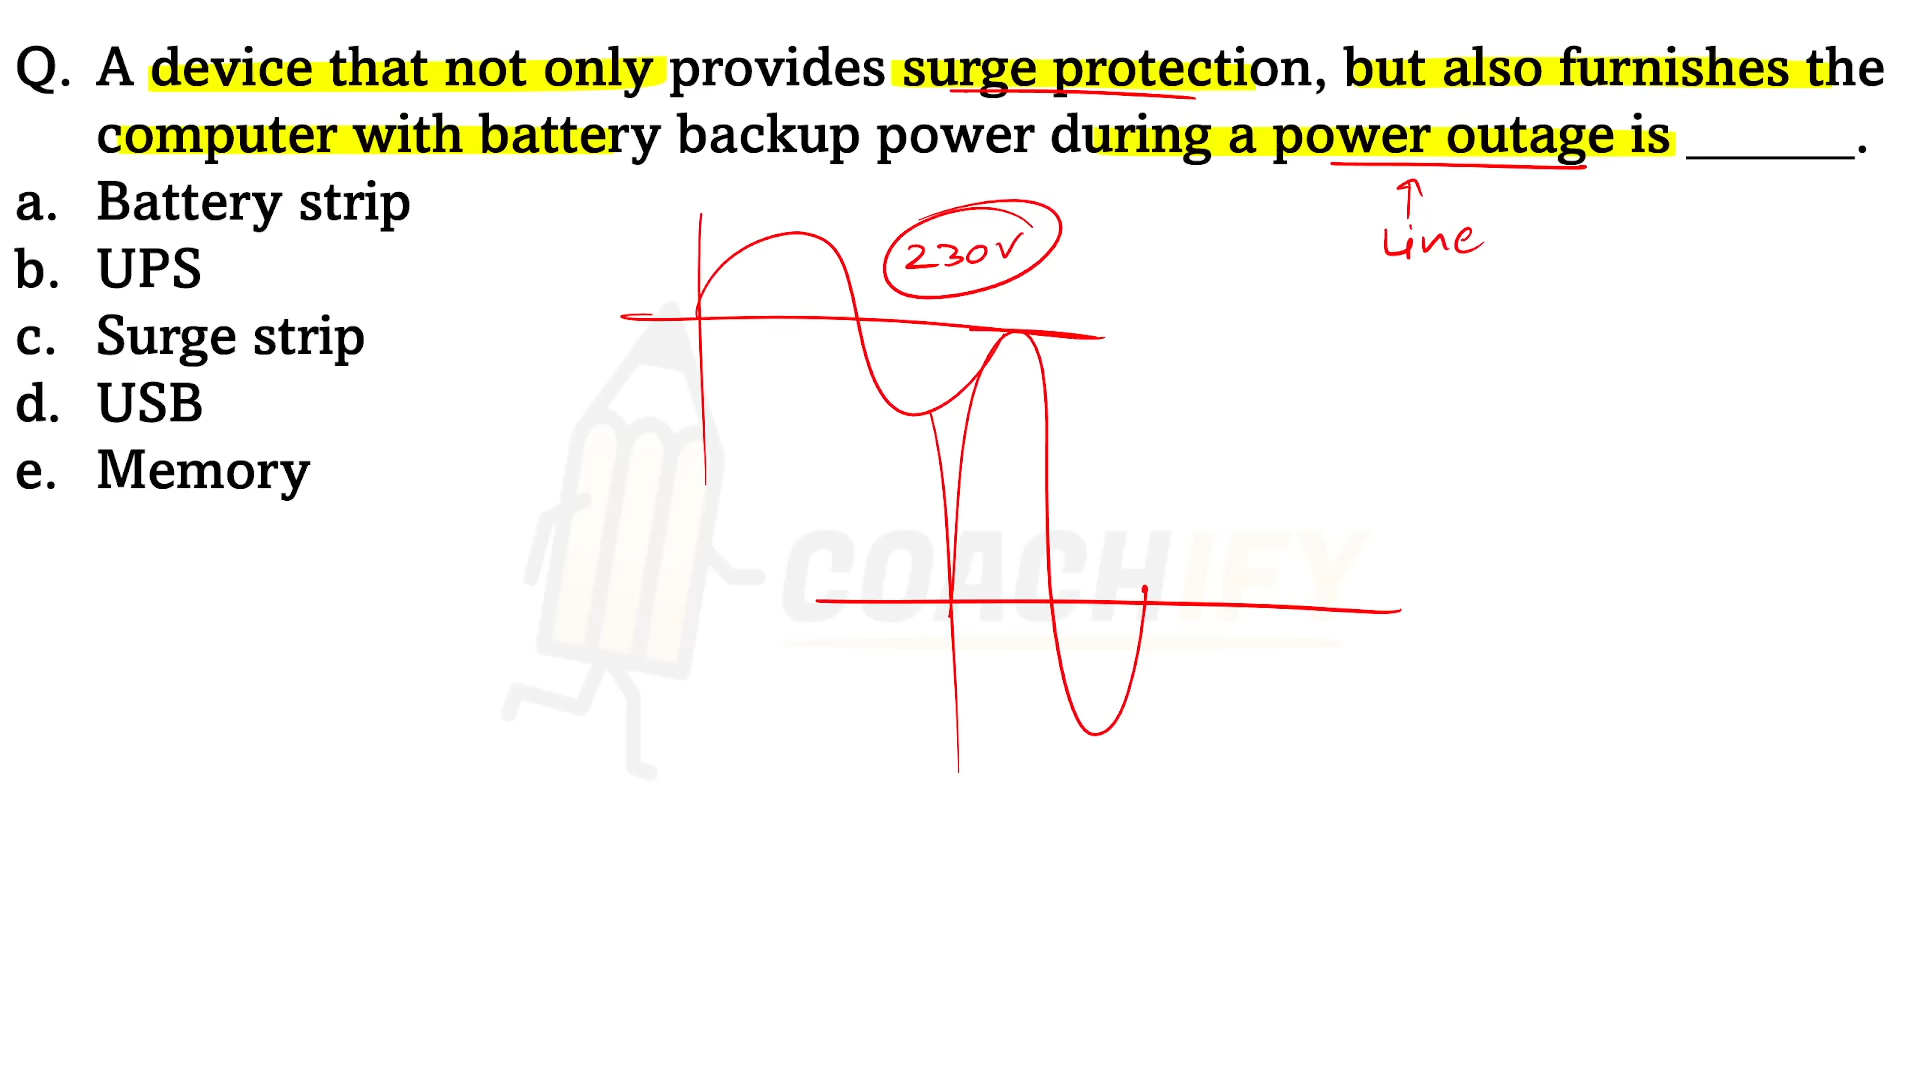 Q. A device that not only provides surge protection, but also furnishes the
computer with battery backup power during a power outage is ______.
a. Battery strip
b. UPS
c. Surge strip
d. USB
e. Memory
230V
Line
COACHIFY